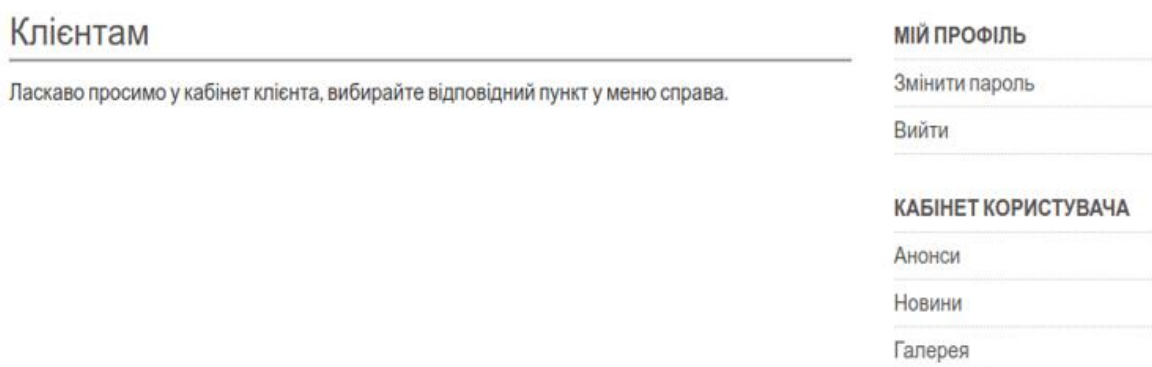 Клієнтам
Ласкаво просимо у кабінет клієнта, вибирайте відповідний пункт у меню справа.
МІЙ ПРОФІЛЬ
Змінити пароль
Вийти
КАБІНЕТ КОРИСТУВАЧА
Анонси
Новини
Галерея